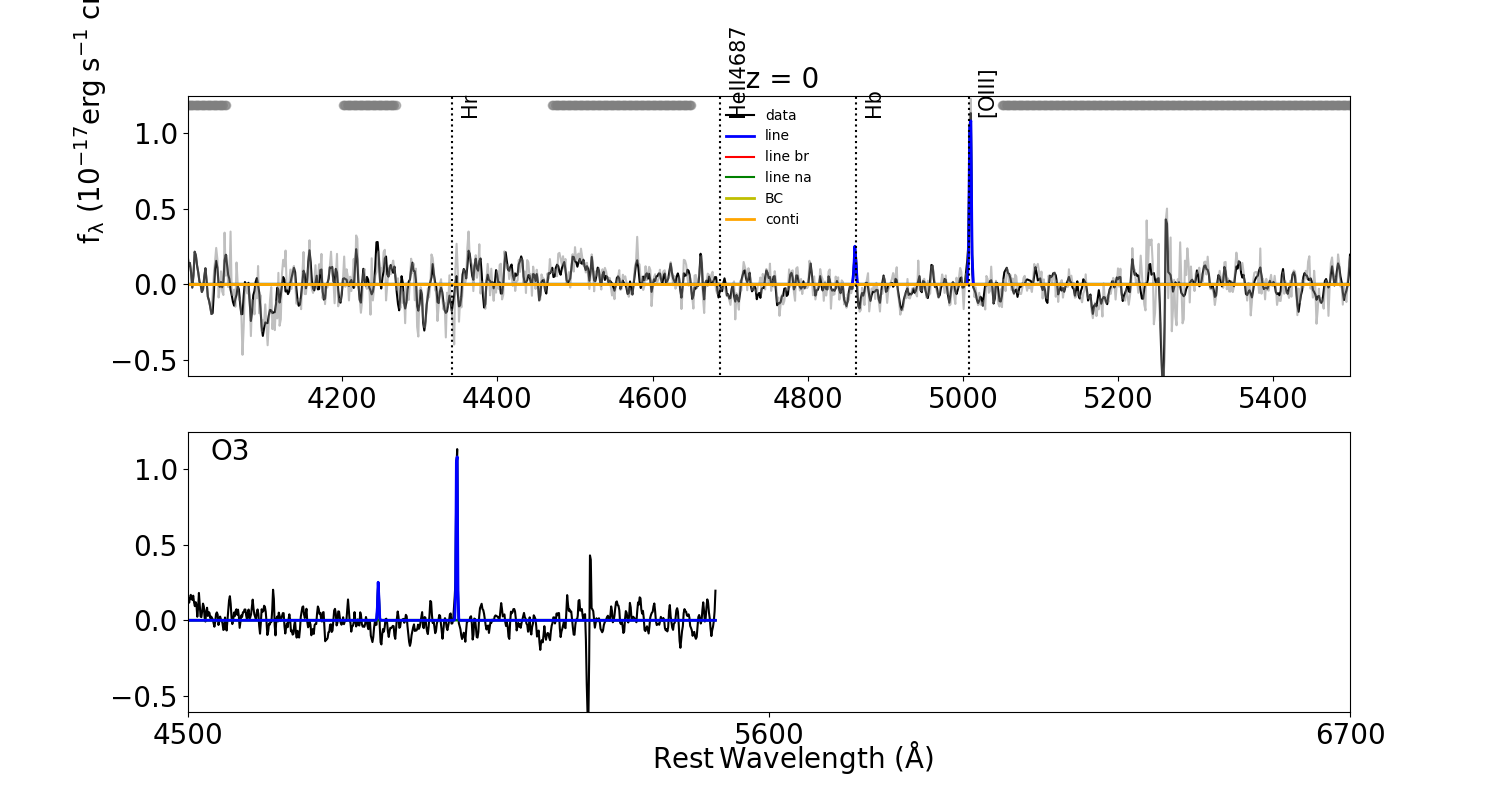 z = 0
Hr
HeII4687
Hb
[OIII]
f_λ (10^−17 erg s^−1
data
line
line br
line na
BC
conti
1.0
0.5
0.0
−0.5
4200 4400 4600 4800 5000 5200 5400
O3
1.0
0.5
0.0
−0.5
4500 5600 6700
Rest Wavelength (Å)